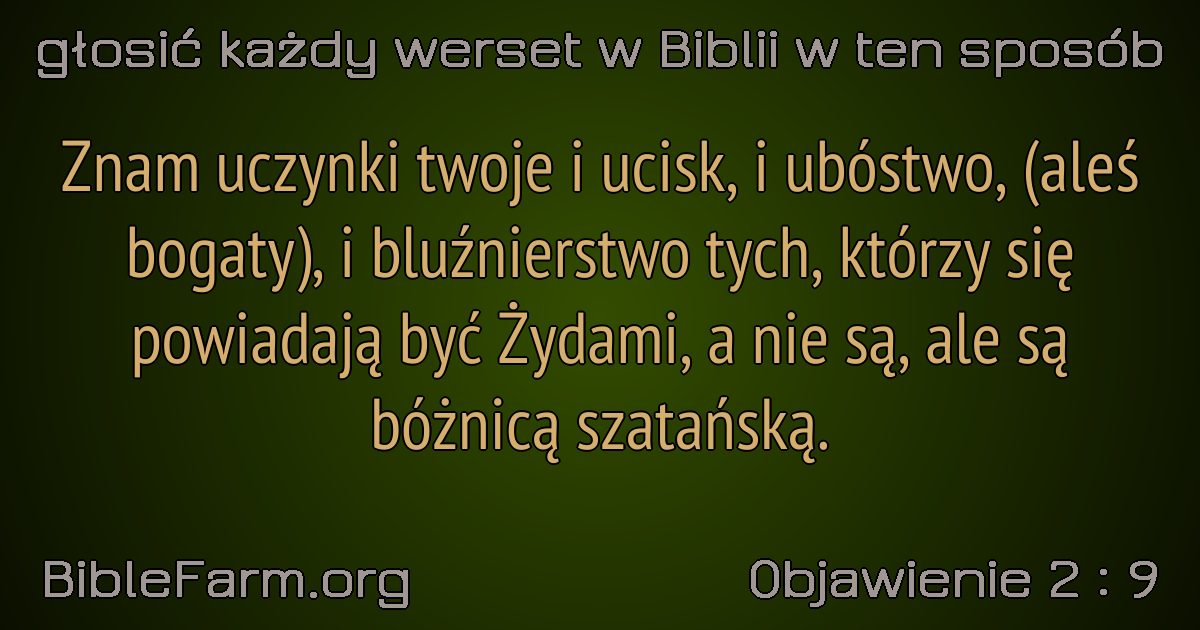 głosić każdy werset w Biblii w ten sposób
Znam uczynki twoje i ucisk, i ubóstwo, (aleś
bogaty), i bluźnierstwo tych, którzy się
powiadają być Żydami, a nie są, ale są
bóżnicą szatańską.
BibleFarm.org
Objawienie 2 : 9